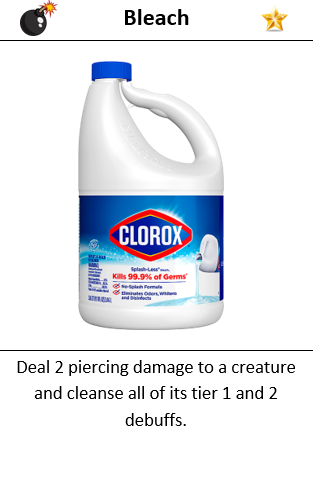 Bleach
CLOROX
Splash-Less
Kills 99.9% of Germs*
No-Splash Formula
Eliminates Odors, Whitens
and Disinfects
Deal 2 piercing damage to a creature
and cleanse all of its tier 1 and 2
debuffs.